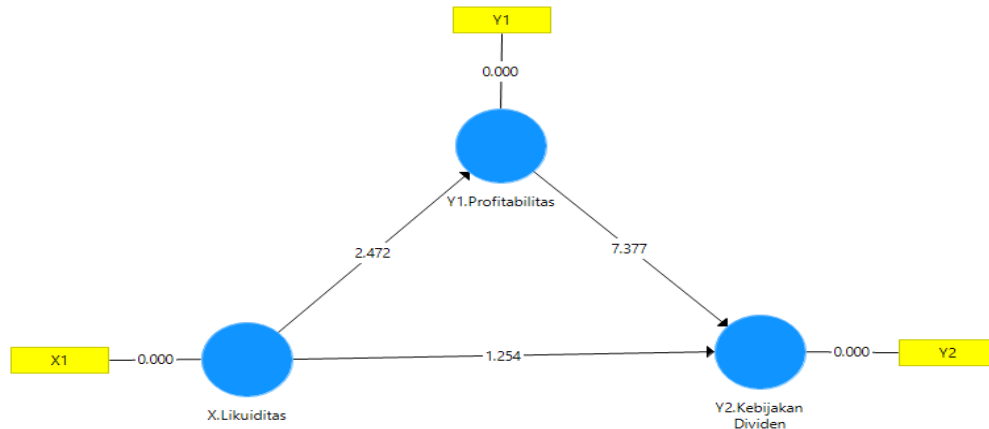 Y1
0.000
Y1.Profitabilitas
2.472
7.377
X1
0.000
1.254
0.000
Y2
X.Likuiditas
Y2.Kebijakan
Dividen